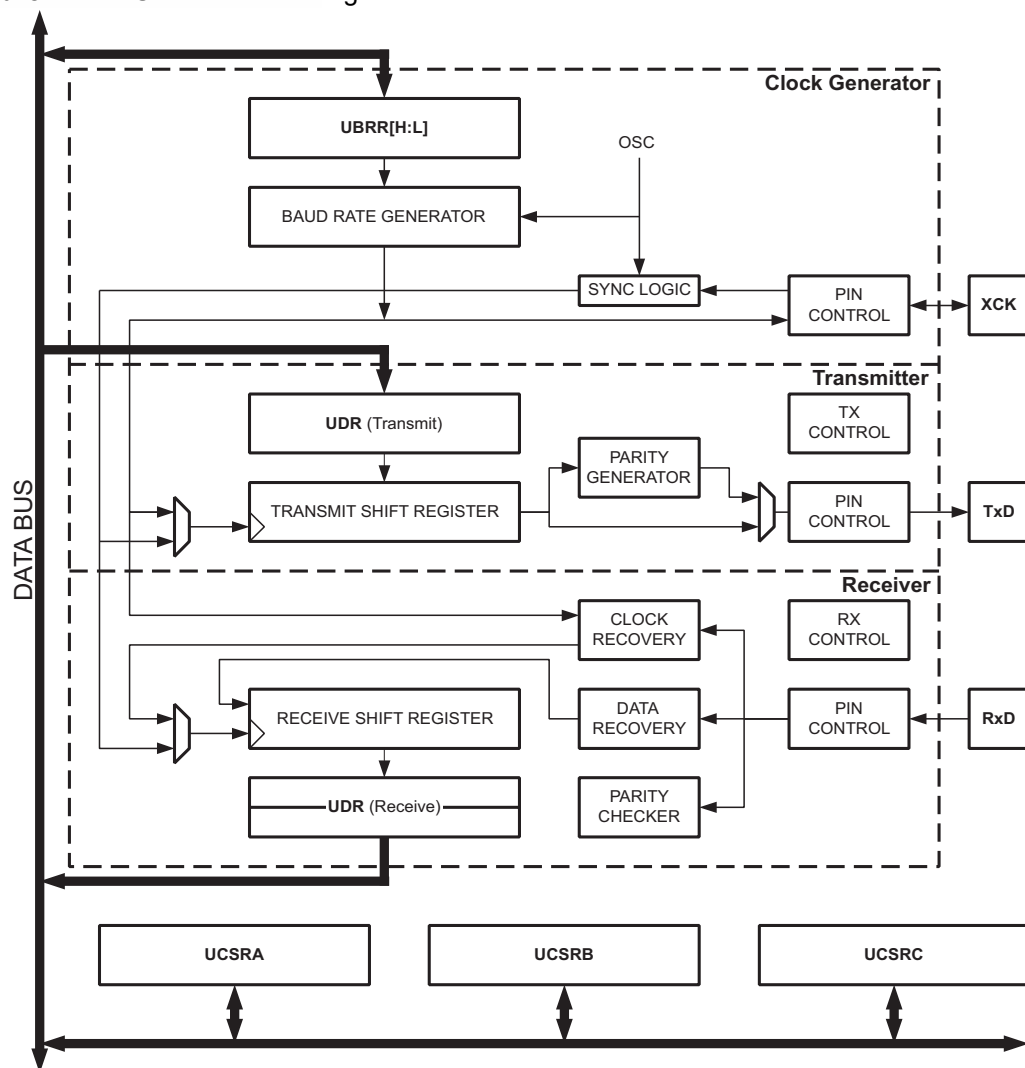 Clock Generator
UBRR[H:L]
OSC
BAUD RATE GENERATOR
SYNC LOGIC
PIN
CONTROL
XCK
Transmitter
UDR (Transmit)
TX
CONTROL
PARITY
GENERATOR
TRANSMIT SHIFT REGISTER
PIN
CONTROL
TxD
DATA BUS
Receiver
CLOCK
RECOVERY
RX
CONTROL
RECEIVE SHIFT REGISTER
DATA
RECOVERY
PIN
CONTROL
RxD
UDR (Receive)
PARITY
CHECKER
UCSRA
UCSRB
UCSRC